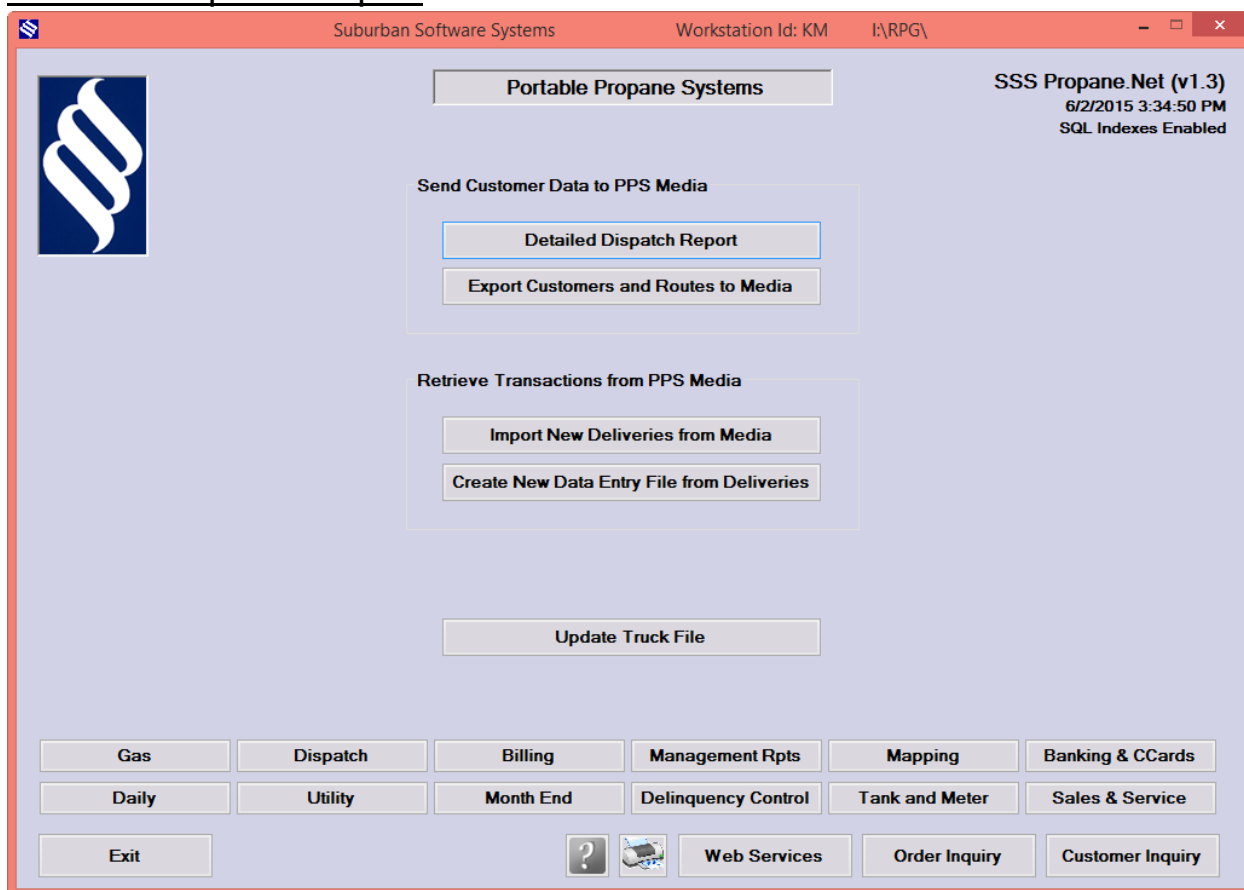 Suburban Software Systems Workstation Id: KM I:\RPG\
Portable Propane Systems
SSS Propane.Net (v1.3)
6/2/2015 3:34:50 PM
SQL Indexes Enabled
Send Customer Data to PPS Media
Detailed Dispatch Report
Export Customers and Routes to Media
Retrieve Transactions from PPS Media
Import New Deliveries from Media
Create New Data Entry File from Deliveries
Update Truck File
Gas Dispatch Billing Management Rpts Mapping Banking & CCards
Daily Utility Month End Delinquency Control Tank and Meter Sales & Service
Exit ? Web Services Order Inquiry Customer Inquiry